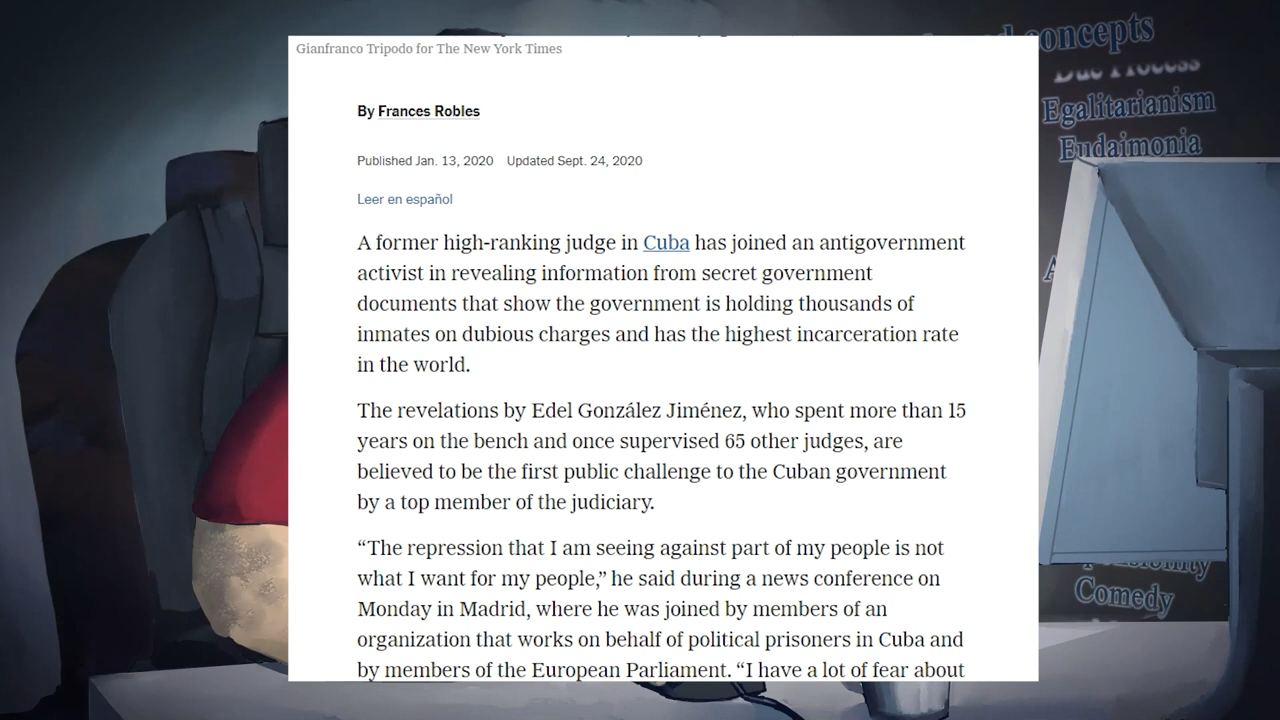 Gianfranco Tripodo for The New York Times
concepts
Due Process
Egalitarianism
Eudaimonia
By Frances Robles
Published Jan. 13, 2020 Updated Sept. 24, 2020
Leer en español
A former high-ranking judge in Cuba has joined an antigovernment
activist in revealing information from secret government
documents that show the government is holding thousands of
inmates on dubious charges and has the highest incarceration rate
in the world.
The revelations by Edel González Jiménez, who spent more than 15
years on the bench and once supervised 65 other judges, are
believed to be the first public challenge to the Cuban government
by a top member of the judiciary.
“The repression that I am seeing against part of my people is not
what I want for my people,” he said during a news conference on
Monday in Madrid, where he was joined by members of an
organization that works on behalf of political prisoners in Cuba and
by members of the European Parliament. “I have a lot of fear about
Comedy